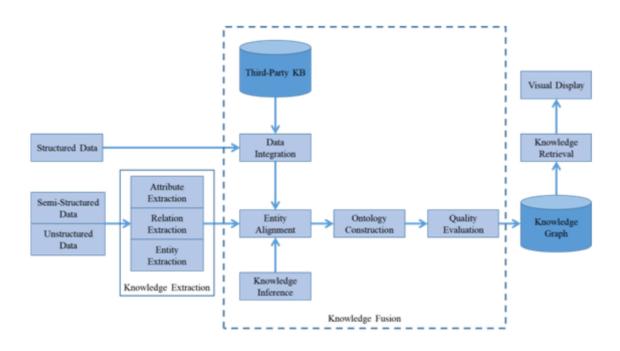 Third-Party KB
Visual Display
Structured Data
Data
Integration
Knowledge
Retrieval
Semi-Structured
Data
Unstructured
Data
Attribute
Extraction
Relation
Extraction
Entity
Extraction
Knowledge Extraction
Entity
Alignment
Ontology
Construction
Quality
Evaluation
Knowledge
Graph
Knowledge
Inference
Knowledge Fusion